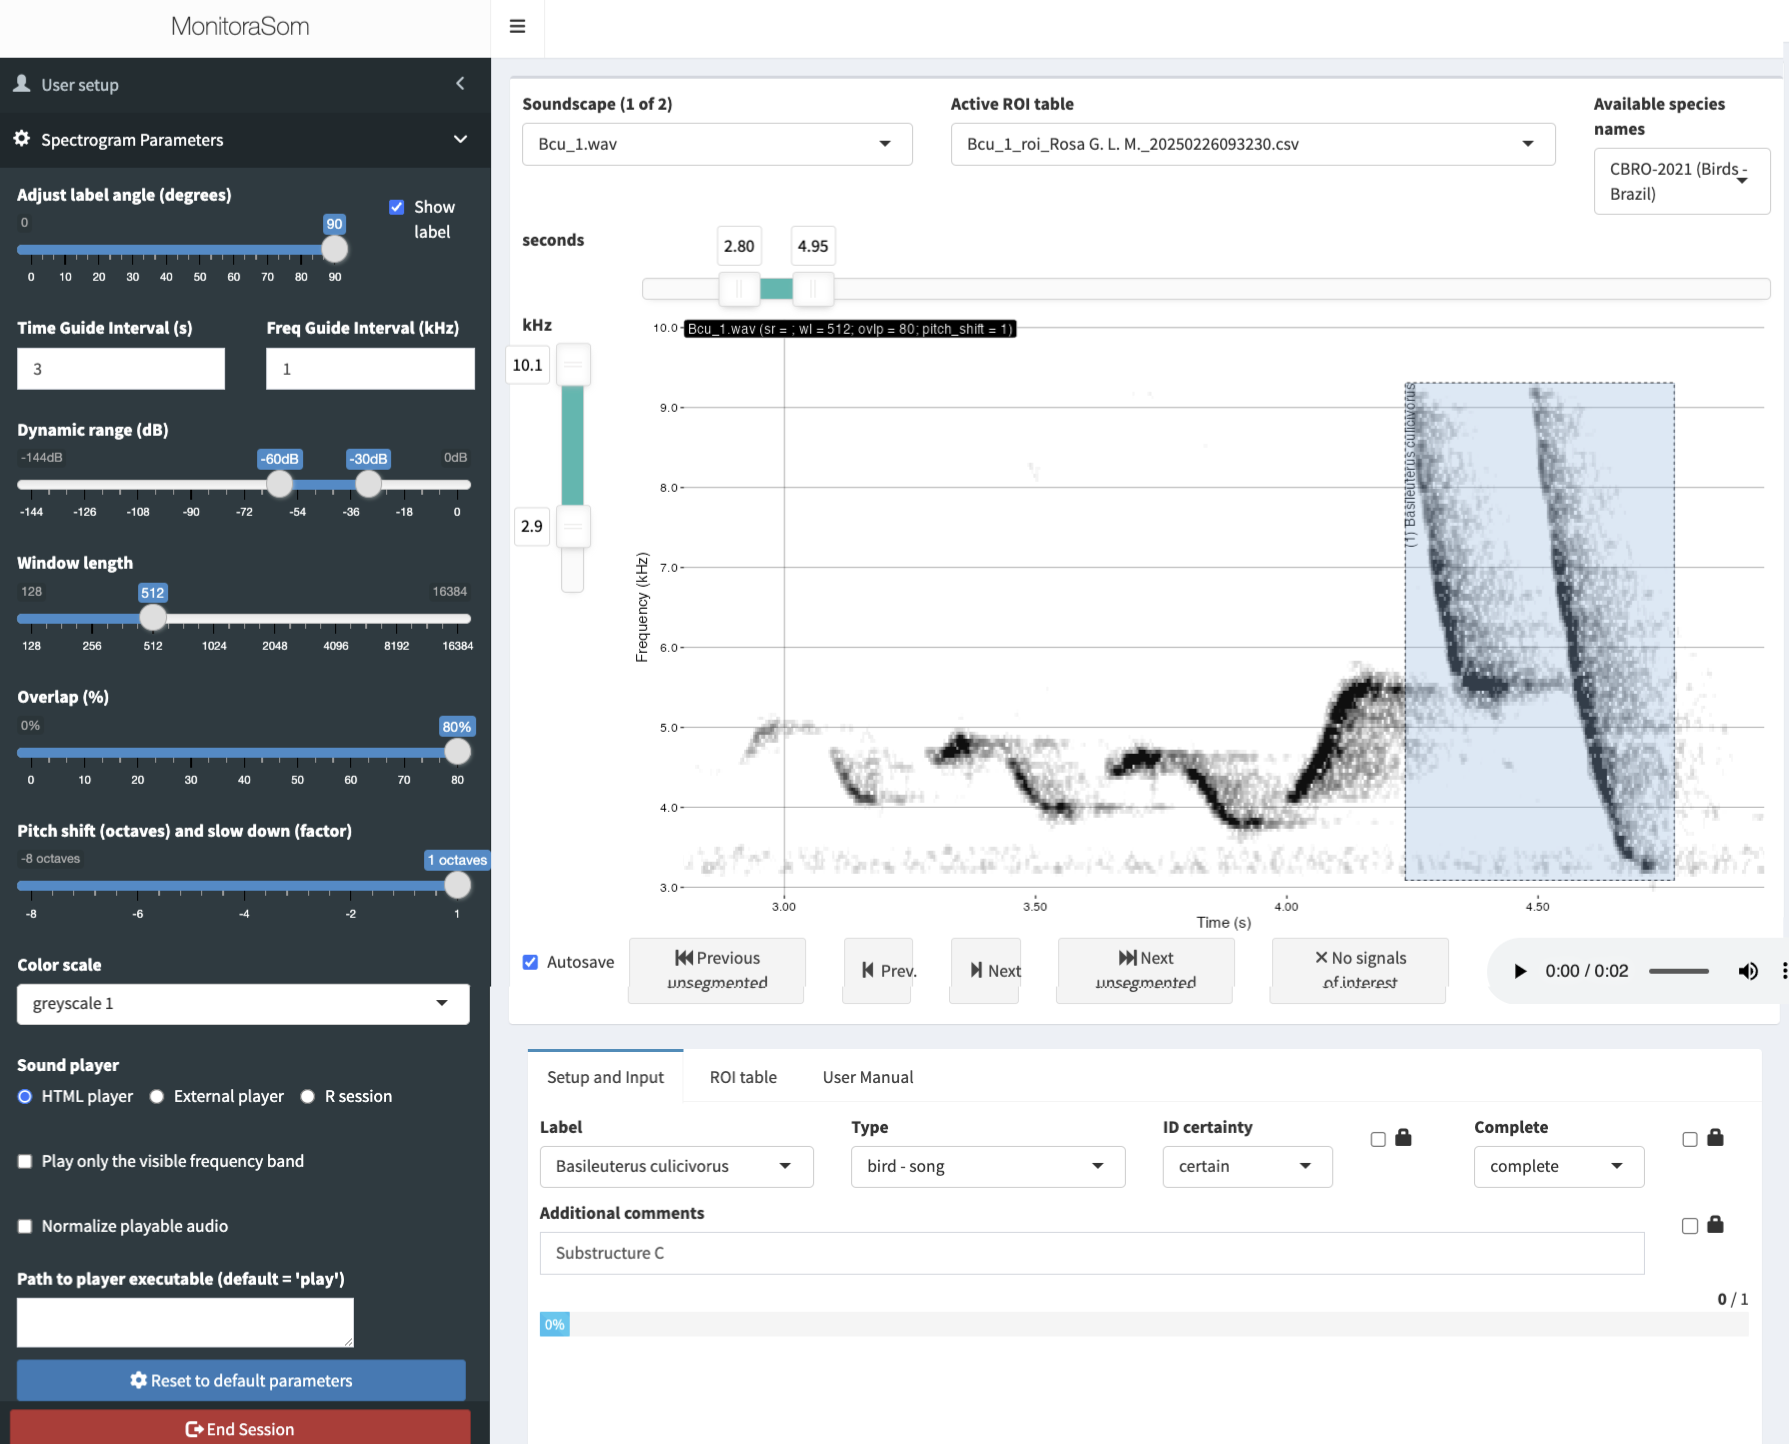 MonitoraSom
User setup
Spectrogram Parameters
Adjust label angle (degrees)
Show label
0
90
0 10 20 30 40 50 60 70 80 90
Time Guide Interval (s)
Freq Guide Interval (kHz)
3
1
Dynamic range (dB)
-144dB
-60dB
-30dB
0dB
-144 -126 -108 -90 -72 -54 -36 -18 0
Window length
128
512
16384
128 256 512 1024 2048 4096 8192 16384
Overlap (%)
0%
80%
0 10 20 30 40 50 60 70 80
Pitch shift (octaves) and slow down (factor)
-8 octaves
1 octaves
-8 -6 -4 -2 1
Color scale
greyscale 1
Sound player
HTML player External player R session
Play only the visible frequency band
Normalize playable audio
Path to player executable (default = 'play')
Reset to default parameters
End Session
Soundscape (1 of 2)
Bcu_1.wav
Active ROI table
Bcu_1_roi_Rosa G. L. M._20250226093230.csv
Available species
names
CBRO-2021 (Birds -
Brazil)
seconds
2.80
4.95
kHz
10.1
2.9
Bcu_1.wav (sr = ; wl = 512; ovlp = 80; pitch_shift = 1)
10.0
9.0
8.0
7.0
6.0
5.0
4.0
3.0
Frequency (kHz)
(1) Basileuterus culicivorus
3.00 3.50 4.00 4.50
Time (s)
Autosave
Previous
unsegmented
Prev.
Next
Next
unsegmented
No signals
of interest
0:00 / 0:02
Setup and Input ROI table User Manual
Label
Basileuterus culicivorus
Type
bird - song
ID certainty
certain
Complete
complete
Additional comments
Substructure C
0 / 1
0%